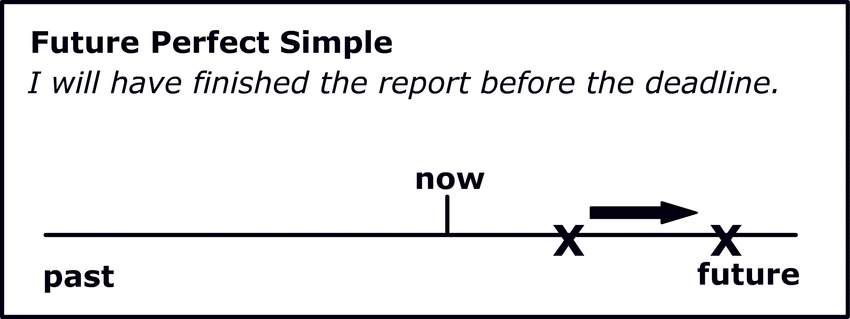 Future Perfect Simple
I will have finished the report before the deadline.
now
X X
past
future